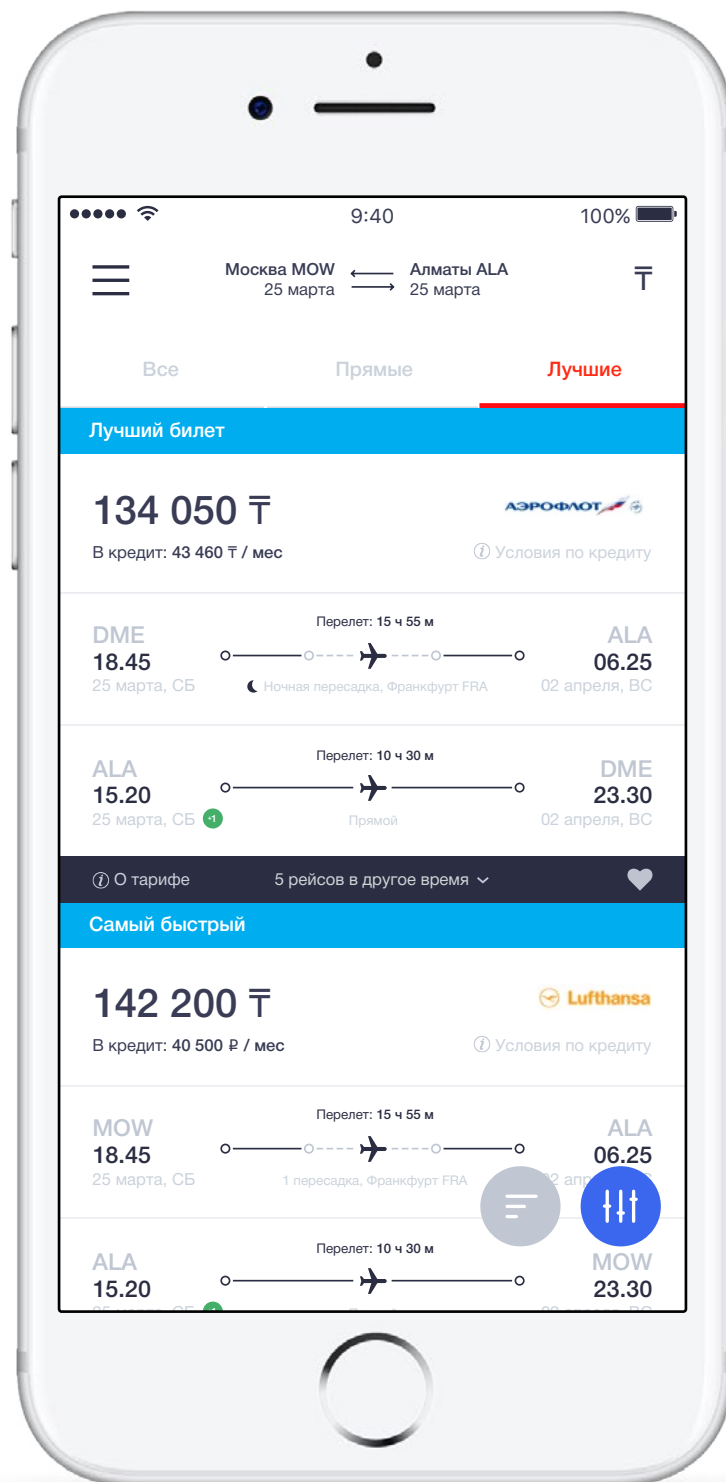 9:40 100%
Москва MOW Алматы ALA ₸
25 марта 25 марта
Все Прямые Лучшие
Лучший билет
134 050 ₸ АЭРОФЛОТ
В кредит: 43 460 ₸ / мес Условия по кредиту
Перелет: 15 ч 55 м
DME ALA
18.45 06.25
25 марта, СБ Ночная пересадка, Франкфурт FRA 02 апреля, ВС
Перелет: 10 ч 30 м
ALA DME
15.20 23.30
25 марта, СБ +1 Прямой 02 апреля, ВС
О тарифе 5 рейсов в другое время
Самый быстрый
142 200 ₸ Lufthansa
В кредит: 40 500 ₽ / мес Условия по кредиту
Перелет: 15 ч 55 м
MOW ALA
18.45 06.25
25 марта, СБ 1 пересадка, Франкфурт FRA
Перелет: 10 ч 30 м
ALA MOW
15.20 23.30